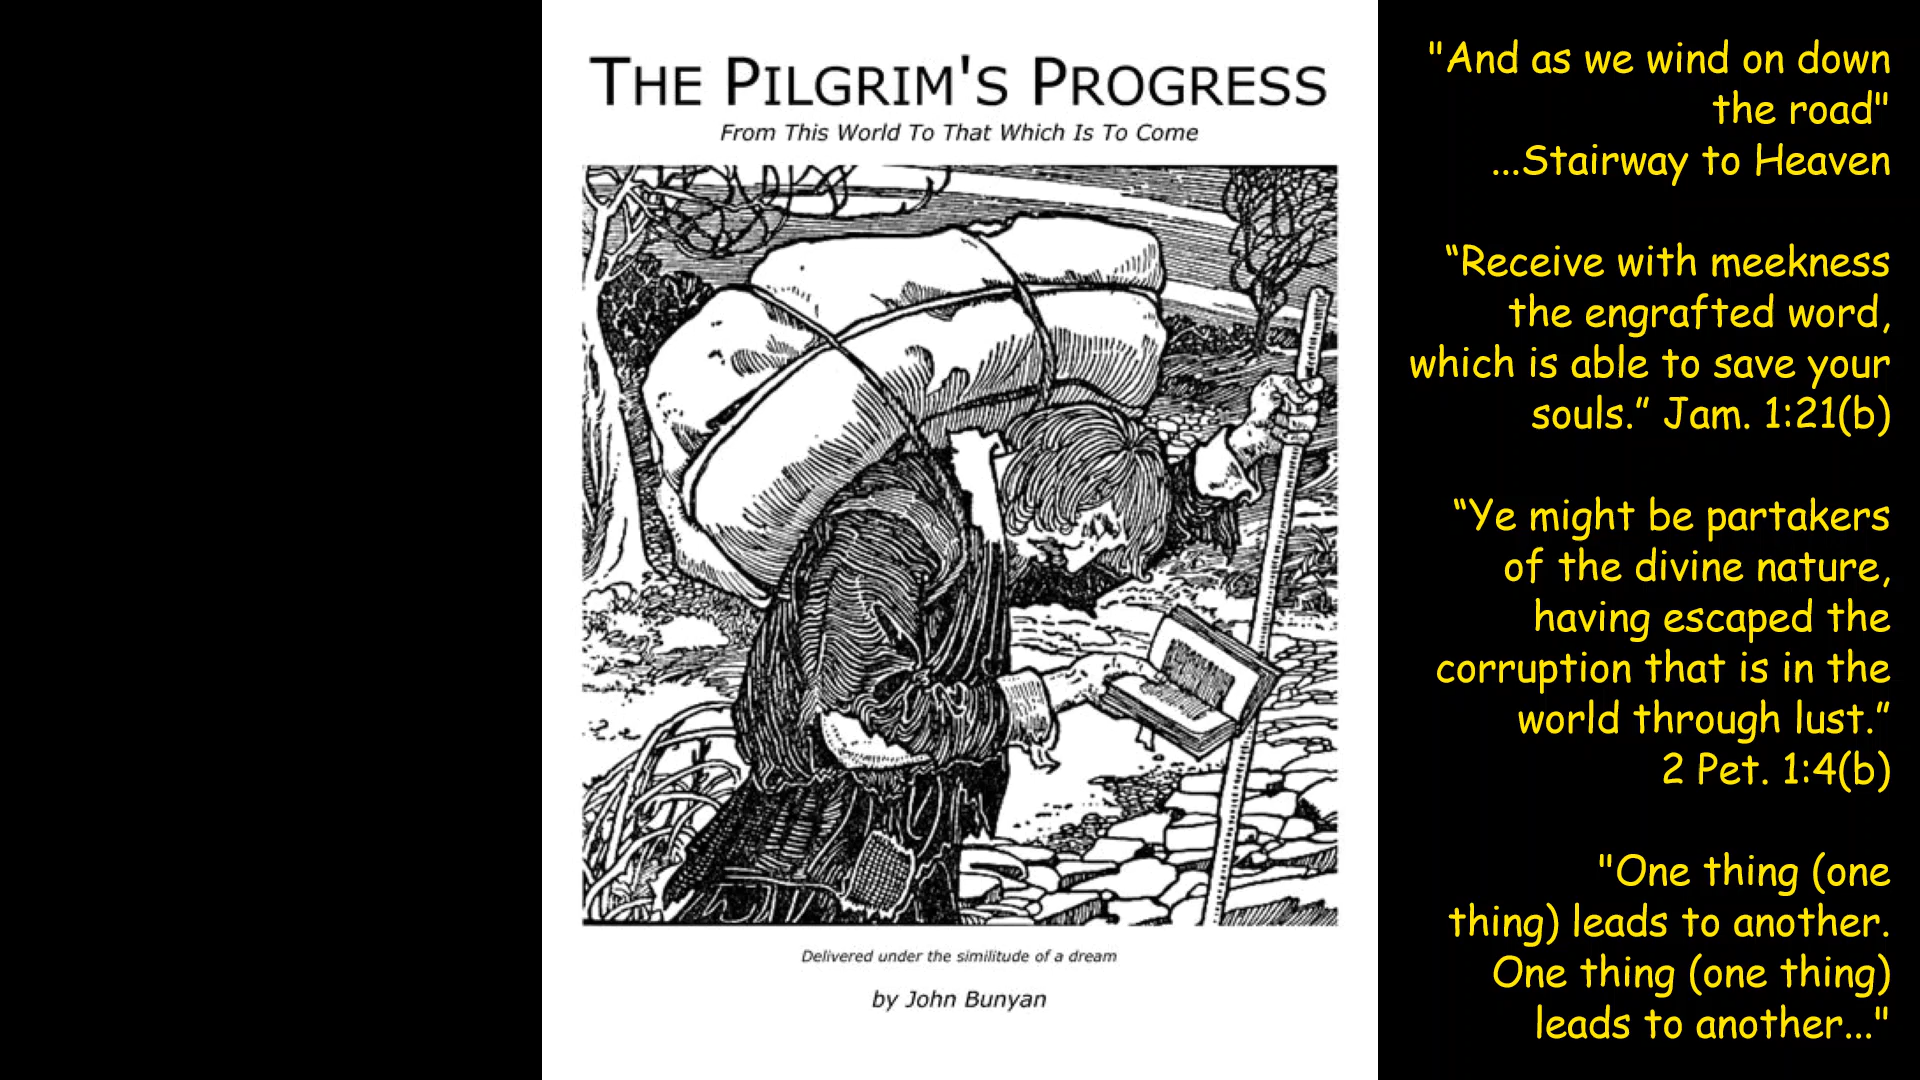 THE PILGRIM'S PROGRESS
From This World To That Which Is To Come
Delivered under the similitude of a dream
by John Bunyan
"And as we wind on down
the road"
...Stairway to Heaven
“Receive with meekness
the engrafted word,
which is able to save your
souls.” Jam. 1:21(b)
“Ye might be partakers
of the divine nature,
having escaped the
corruption that is in the
world through lust.”
2 Pet. 1:4(b)
"One thing (one
thing) leads to another.
One thing (one thing)
leads to another..."